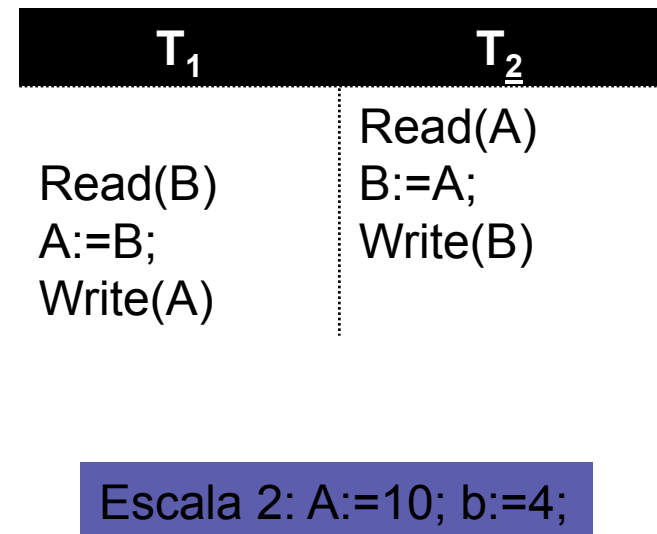 T1 T2
Read(A)
Read(B) B:=A;
A:=B; Write(B)
Write(A)
Escala 2: A:=10; b:=4;